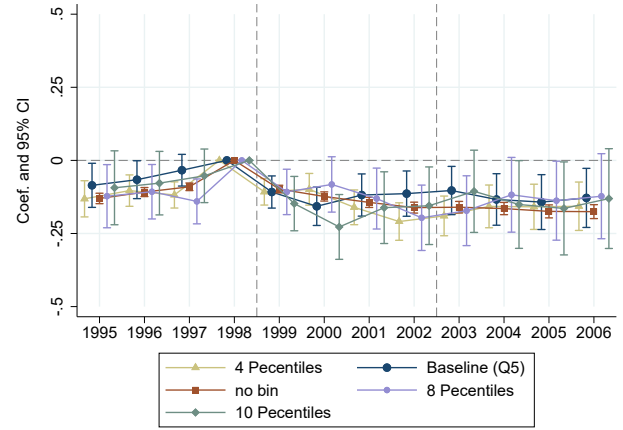 .5
.25
0
-.25
-.5
Coef. and 95% CI
1995 1996 1997 1998 1999 2000 2001 2002 2003 2004 2005 2006
4 Pecentiles Baseline (Q5)
no bin 8 Pecentiles
10 Pecentiles